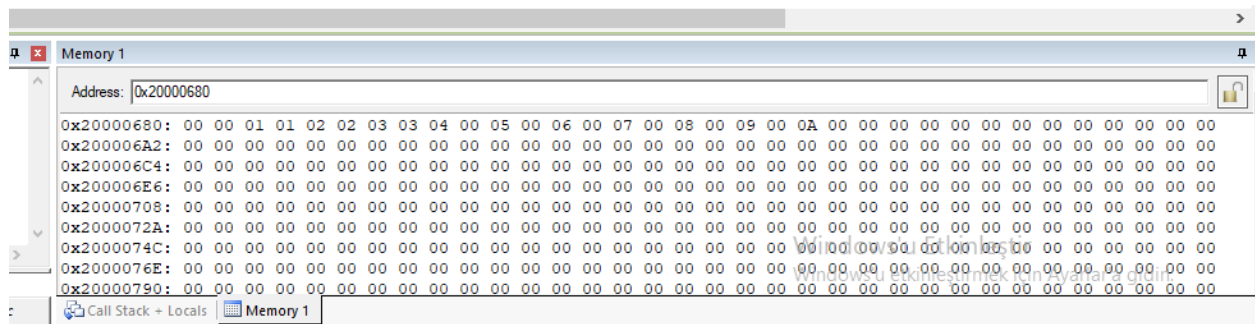 Memory 1
Address: 0x20000680
0x20000680: 00 00 01 01 02 02 03 03 04 00 05 00 06 00 07 00 08 00 09 00 0A 00 00 00 00 00 00 00 00 00 00 00 00 00
0x200006A2: 00 00 00 00 00 00 00 00 00 00 00 00 00 00 00 00 00 00 00 00 00 00 00 00 00 00 00 00 00 00 00 00 00 00
0x200006C4: 00 00 00 00 00 00 00 00 00 00 00 00 00 00 00 00 00 00 00 00 00 00 00 00 00 00 00 00 00 00 00 00 00 00
0x200006E6: 00 00 00 00 00 00 00 00 00 00 00 00 00 00 00 00 00 00 00 00 00 00 00 00 00 00 00 00 00 00 00 00 00 00
0x20000708: 00 00 00 00 00 00 00 00 00 00 00 00 00 00 00 00 00 00 00 00 00 00 00 00 00 00 00 00 00 00 00 00 00 00
0x2000072A: 00 00 00 00 00 00 00 00 00 00 00 00 00 00 00 00 00 00 00 00 00 00 00 00 00 00 00 00 00 00 00 00 00 00
0x2000074C: 00 00 00 00 00 00 00 00 00 00 00 00 00 00 00 00 00 00 00 00 00 00 00 00 00 00 00 00 00 00 00 00 00 00
0x2000076E: 00 00 00 00 00 00 00 00 00 00 00 00 00 00 00 00 00 00 00 00 00 00 00 00 00 00 00 00 00 00 00 00 00 00
0x20000790: 00 00 00 00 00 00 00 00 00 00 00 00 00 00 00 00 00 00 00 00 00 00 00 00 00 00 00 00 00 00 00 00 00 00
Windows'u Etkinleştir
Windows'u etkinleştirmek için Ayarlar'a gidin.
Call Stack + Locals Memory 1